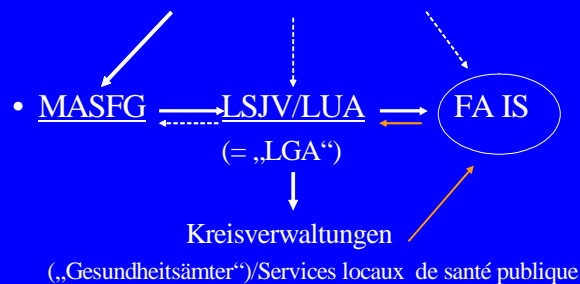 • MASFG LSJV/LUA FA IS
(= „LGA“)
Kreisverwaltungen
(„Gesundheitsämter“)/Services locaux de santé publique